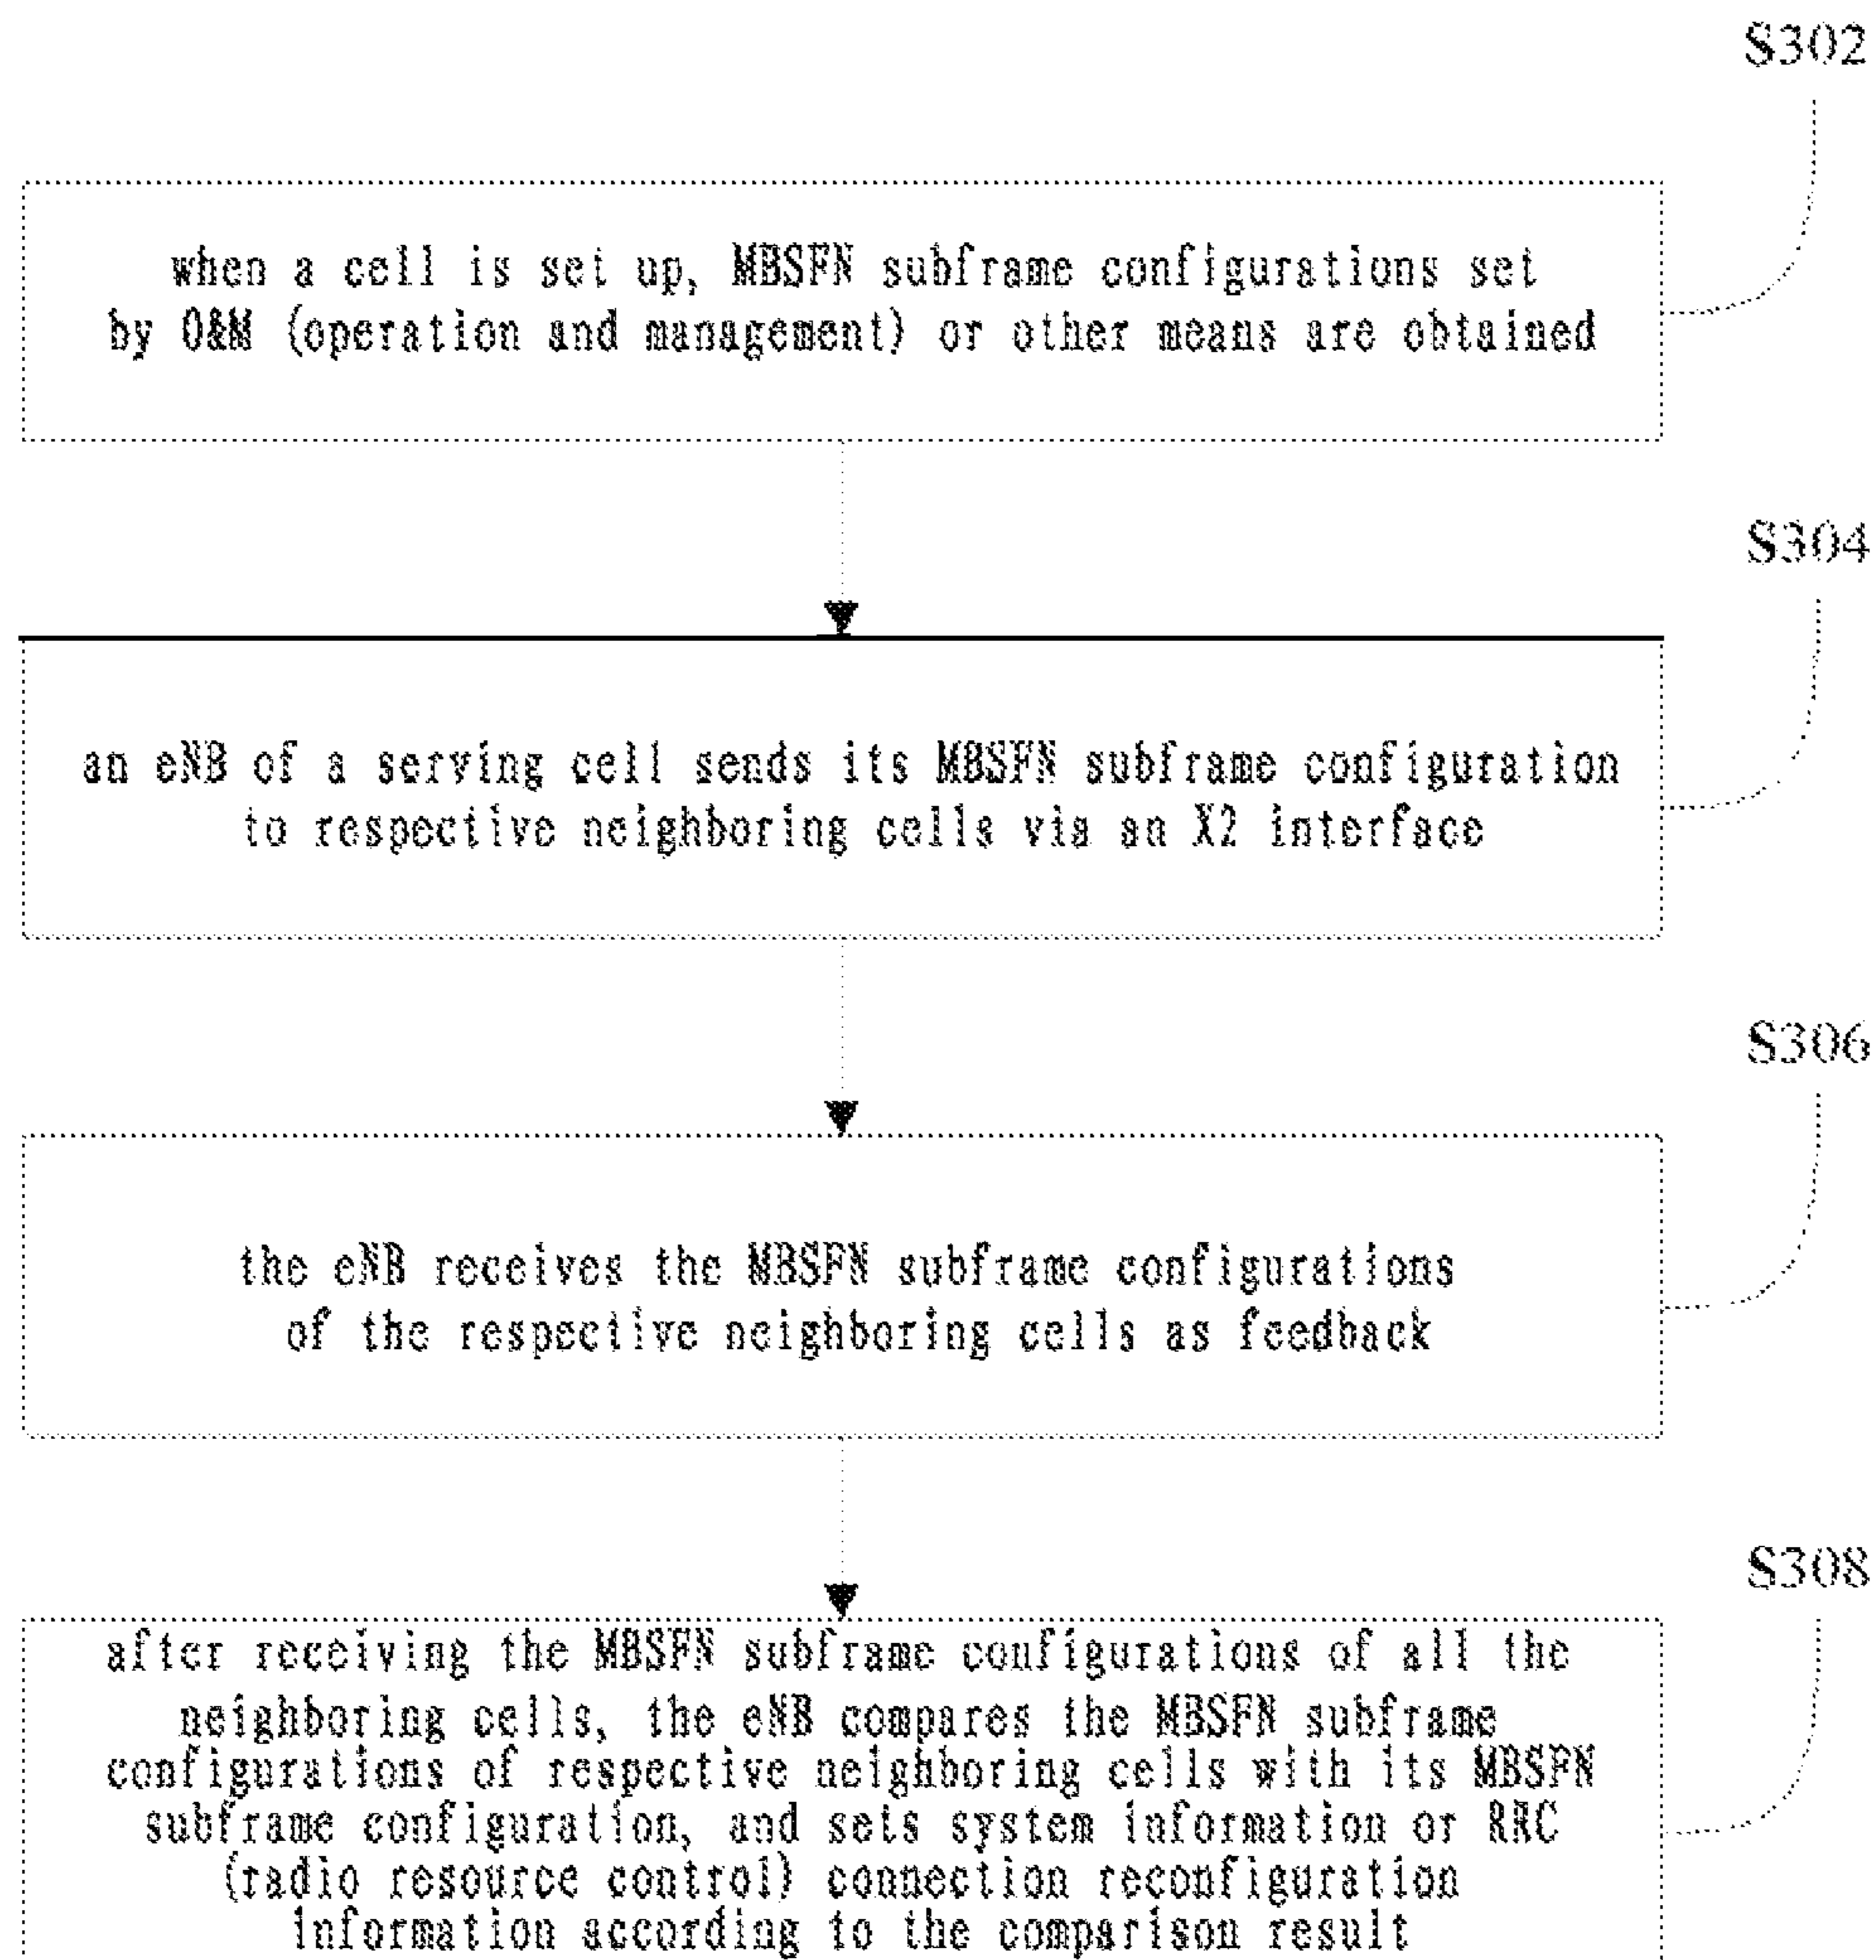 S302
when a cell is set up, MBSFN subframe configurations set
by O&M (operation and management) or other means are obtained
S304
an eNB of a serving cell sends its MBSFN subframe configuration
to respective neighboring cells via an X2 interface
S306
the eNB receives the MBSFN subframe configurations
of the respective neighboring cells as feedback
S308
after receiving the MBSFN subframe configurations of all the
neighboring cells, the eNB compares the MBSFN subframe
configurations of respective neighboring cells with its MBSFN
subframe configuration, and sets system information or RRC
(radio resource control) connection reconfiguration
information according to the comparison result